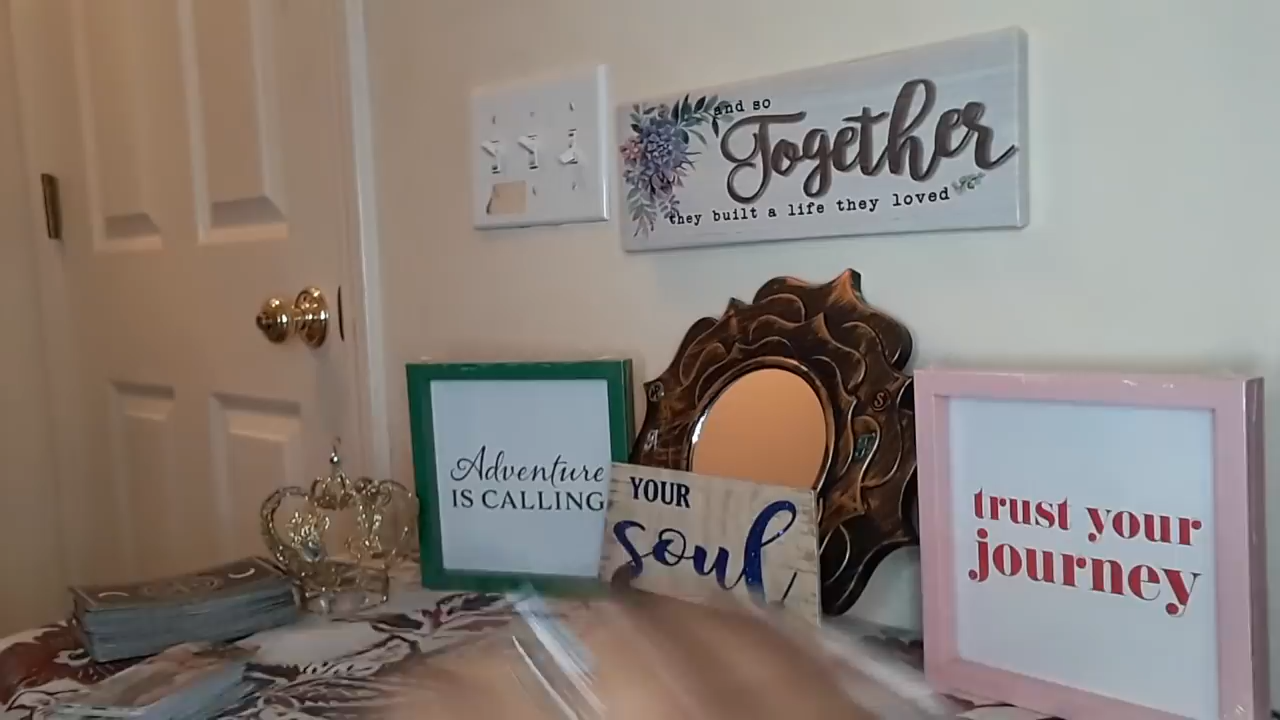 and so
Together
they built a life they loved
Adventure
IS CALLING
YOUR
soul
trust your
journey